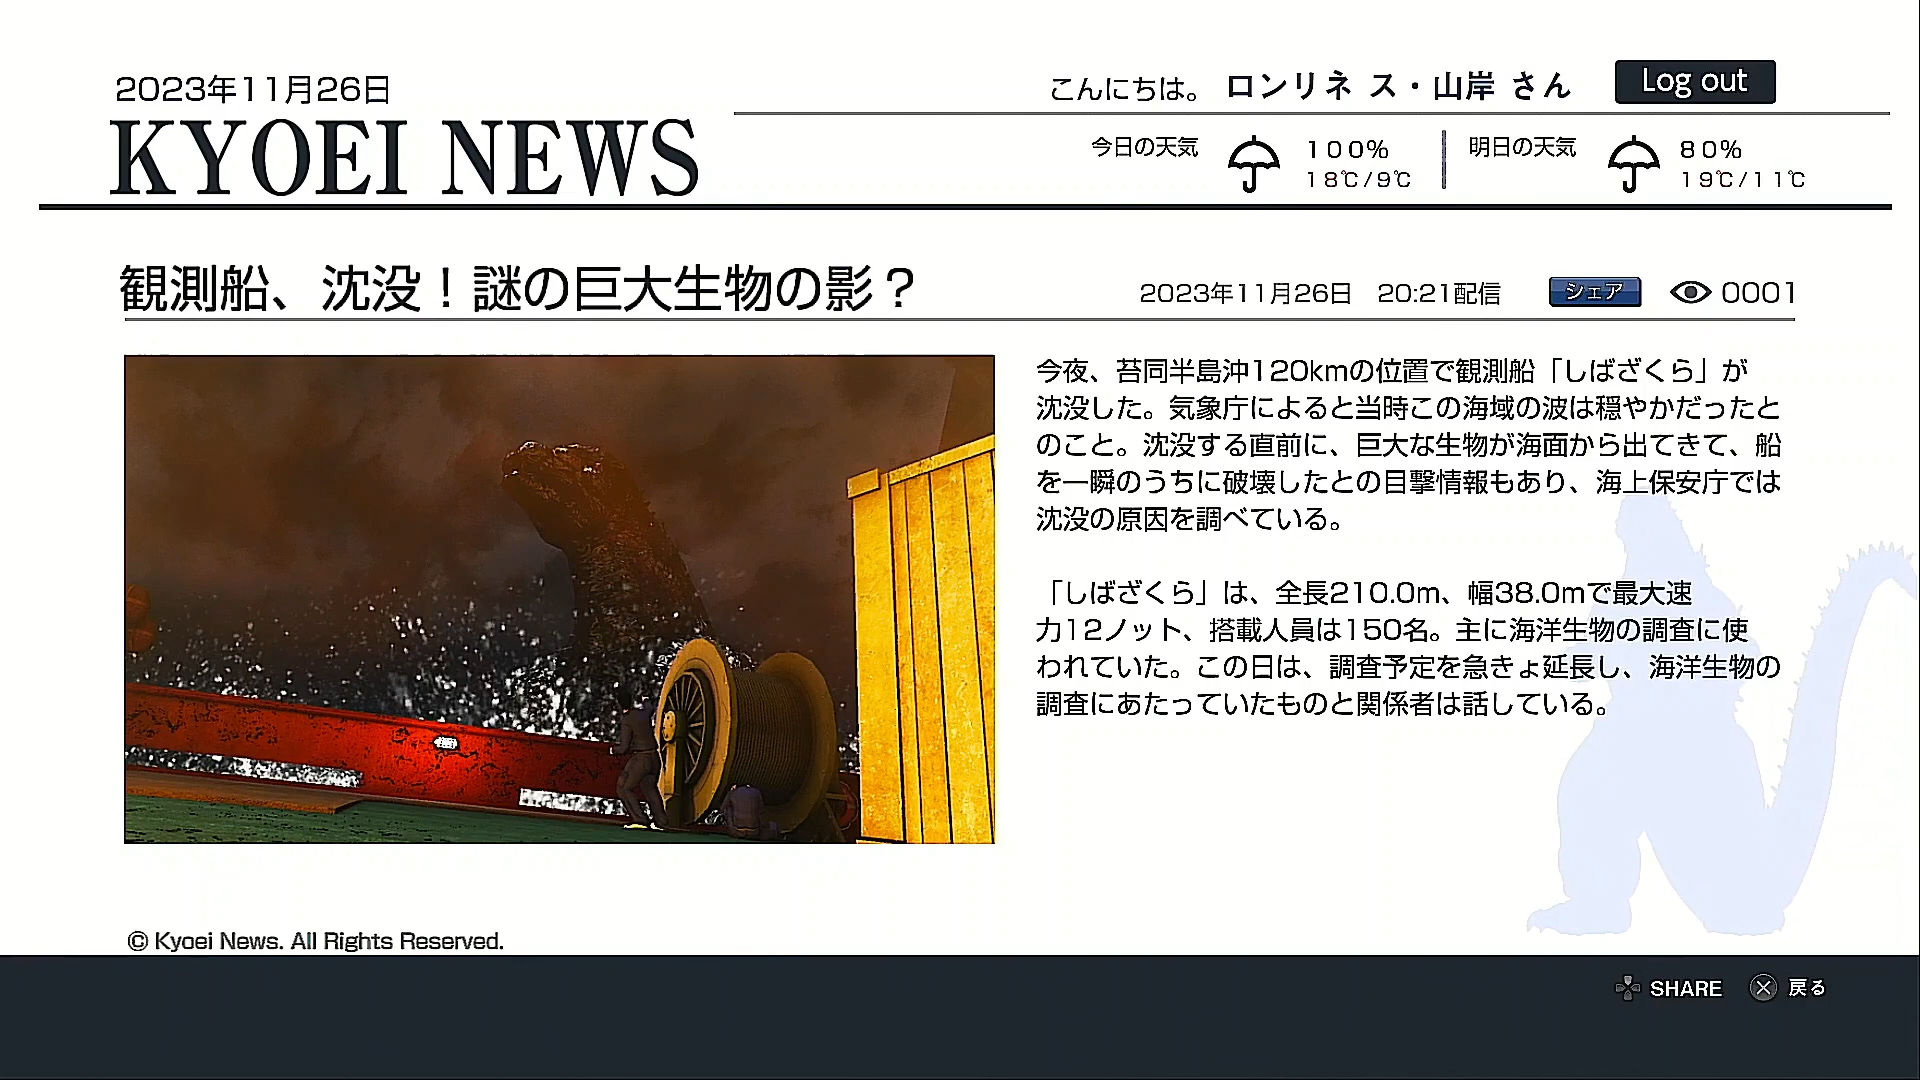 2023年11月26日
KYOEI NEWS
こんにちは。 ロンリネ ス・山岸 さん
Log out
今日の天気
100%
18℃/9℃
明日の天気
80%
19℃/11℃
観測船、沈没！謎の巨大生物の影？
2023年11月26日 20:21配信
シェア
0001
今夜、苔同半島沖120kmの位置で観測船「しばざくら」が
沈没した。気象庁によると当時この海域の波は穏やかだったと
のこと。沈没する直前に、巨大な生物が海面から出てきて、船
を一瞬のうちに破壊したとの目撃情報もあり、海上保安庁では
沈没の原因を調べている。
「しばざくら」は、全長210.0m、幅38.0mで最大速
力12ノット、搭載人員は150名。主に海洋生物の調査に使
われていた。この日は、調査予定を急きょ延長し、海洋生物の
調査にあたっていたものと関係者は話している。
© Kyoei News. All Rights Reserved.
SHARE
戻る